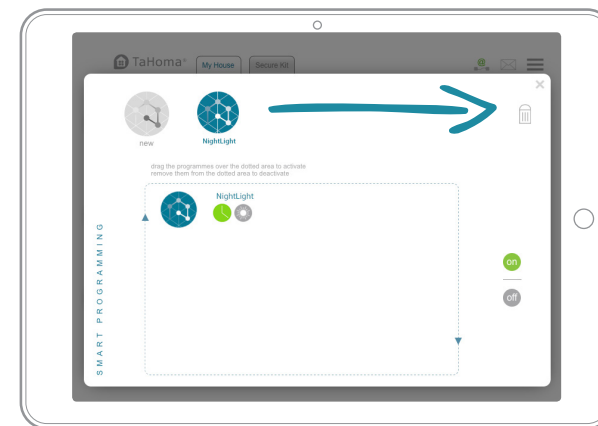 TaHoma®
My House
Secure Kit
@
new
NightLight
drag the programmes over the dotted area to activate
remove them from the dotted area to deactivate
NightLight
SMART PROGRAMMING
on
off